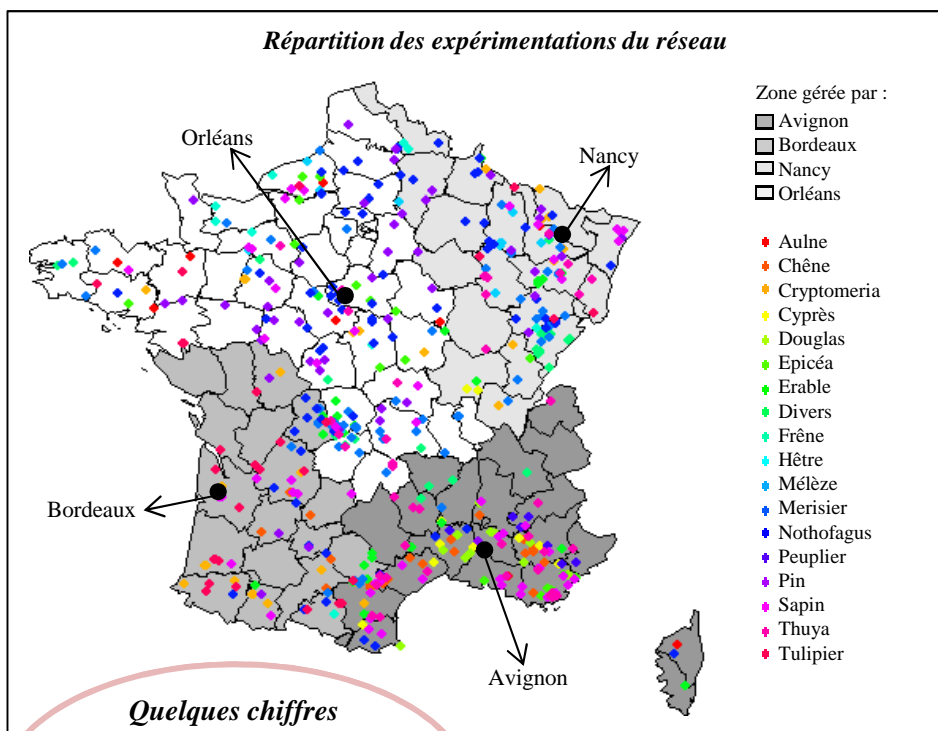 Répartition des expérimentations du réseau
Zone gérée par :
Avignon
Bordeaux
Nancy
Orléans
Orléans
Nancy
Bordeaux
Avignon
Aulne
Chêne
Cryptomeria
Cyprès
Douglas
Epicéa
Erable
Divers
Frêne
Hêtre
Mélèze
Merisier
Nothofagus
Peuplier
Pin
Sapin
Thuya
Tulipier
Quelques chiffres